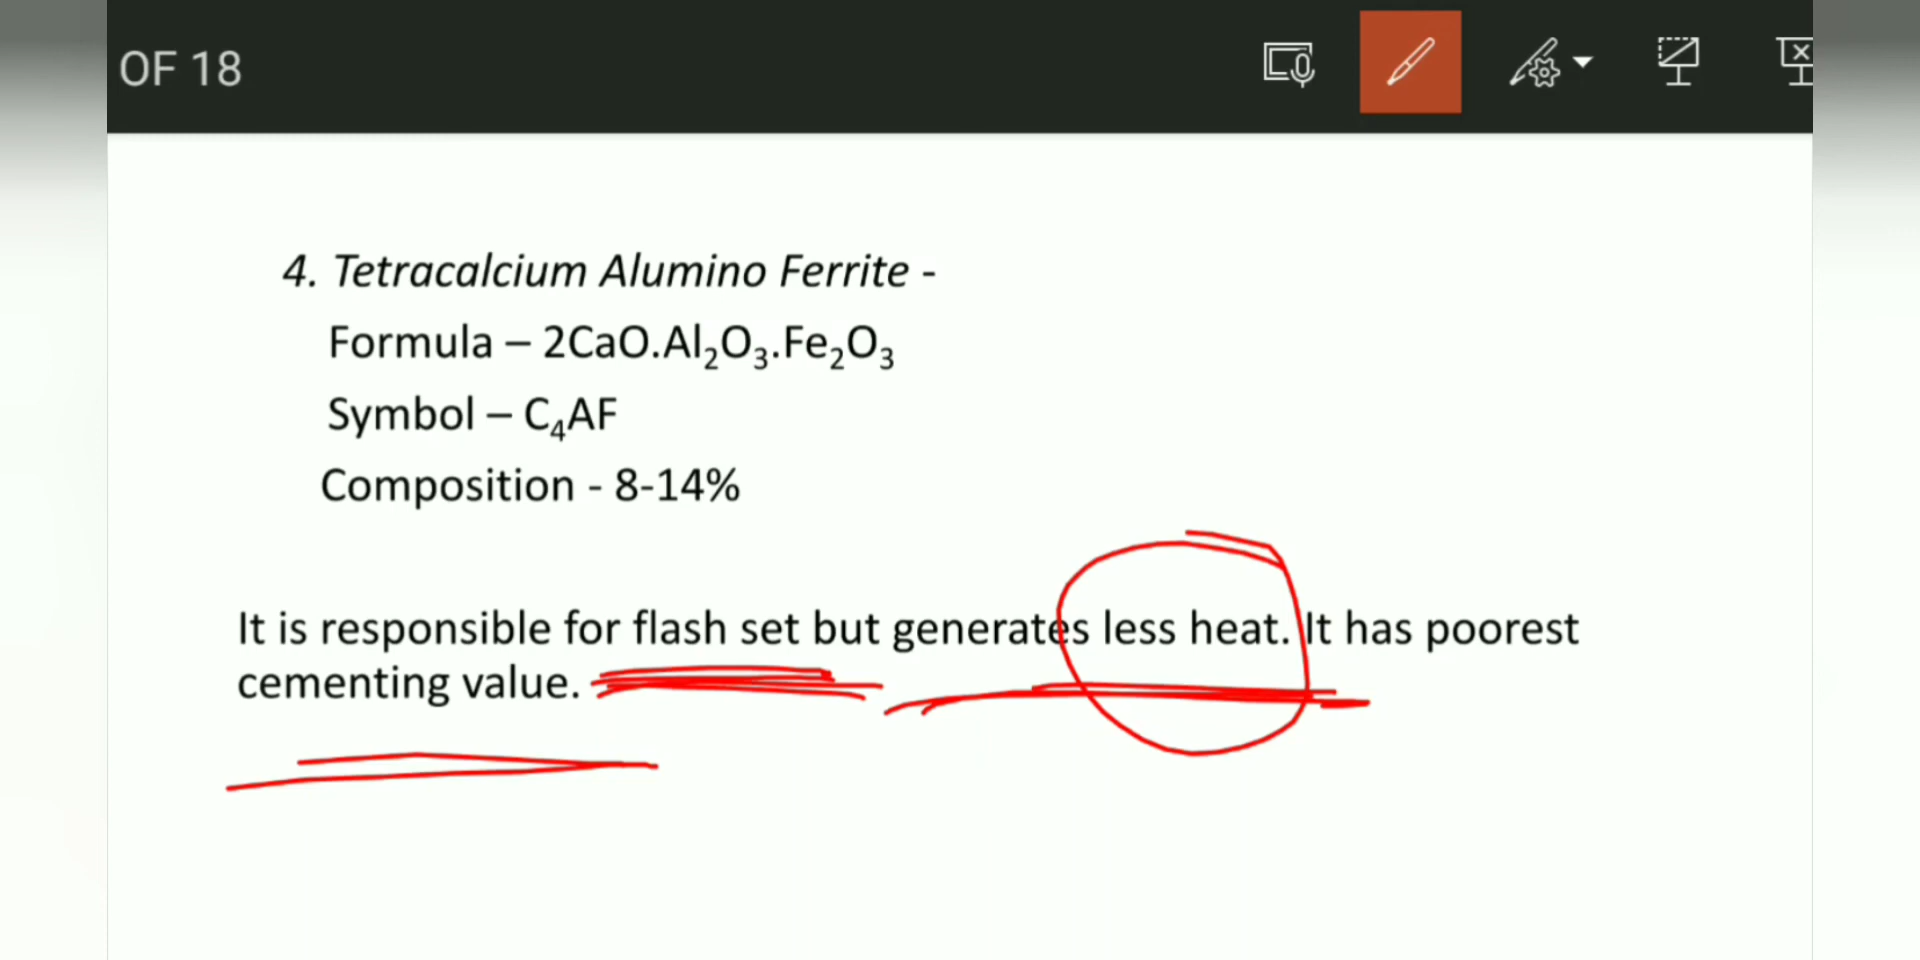 OF 18
4. Tetracalcium Alumino Ferrite -
Formula – 2CaO.Al₂O₃.Fe₂O₃
Symbol – C₄AF
Composition - 8-14%
It is responsible for flash set but generates less heat. It has poorest
cementing value.